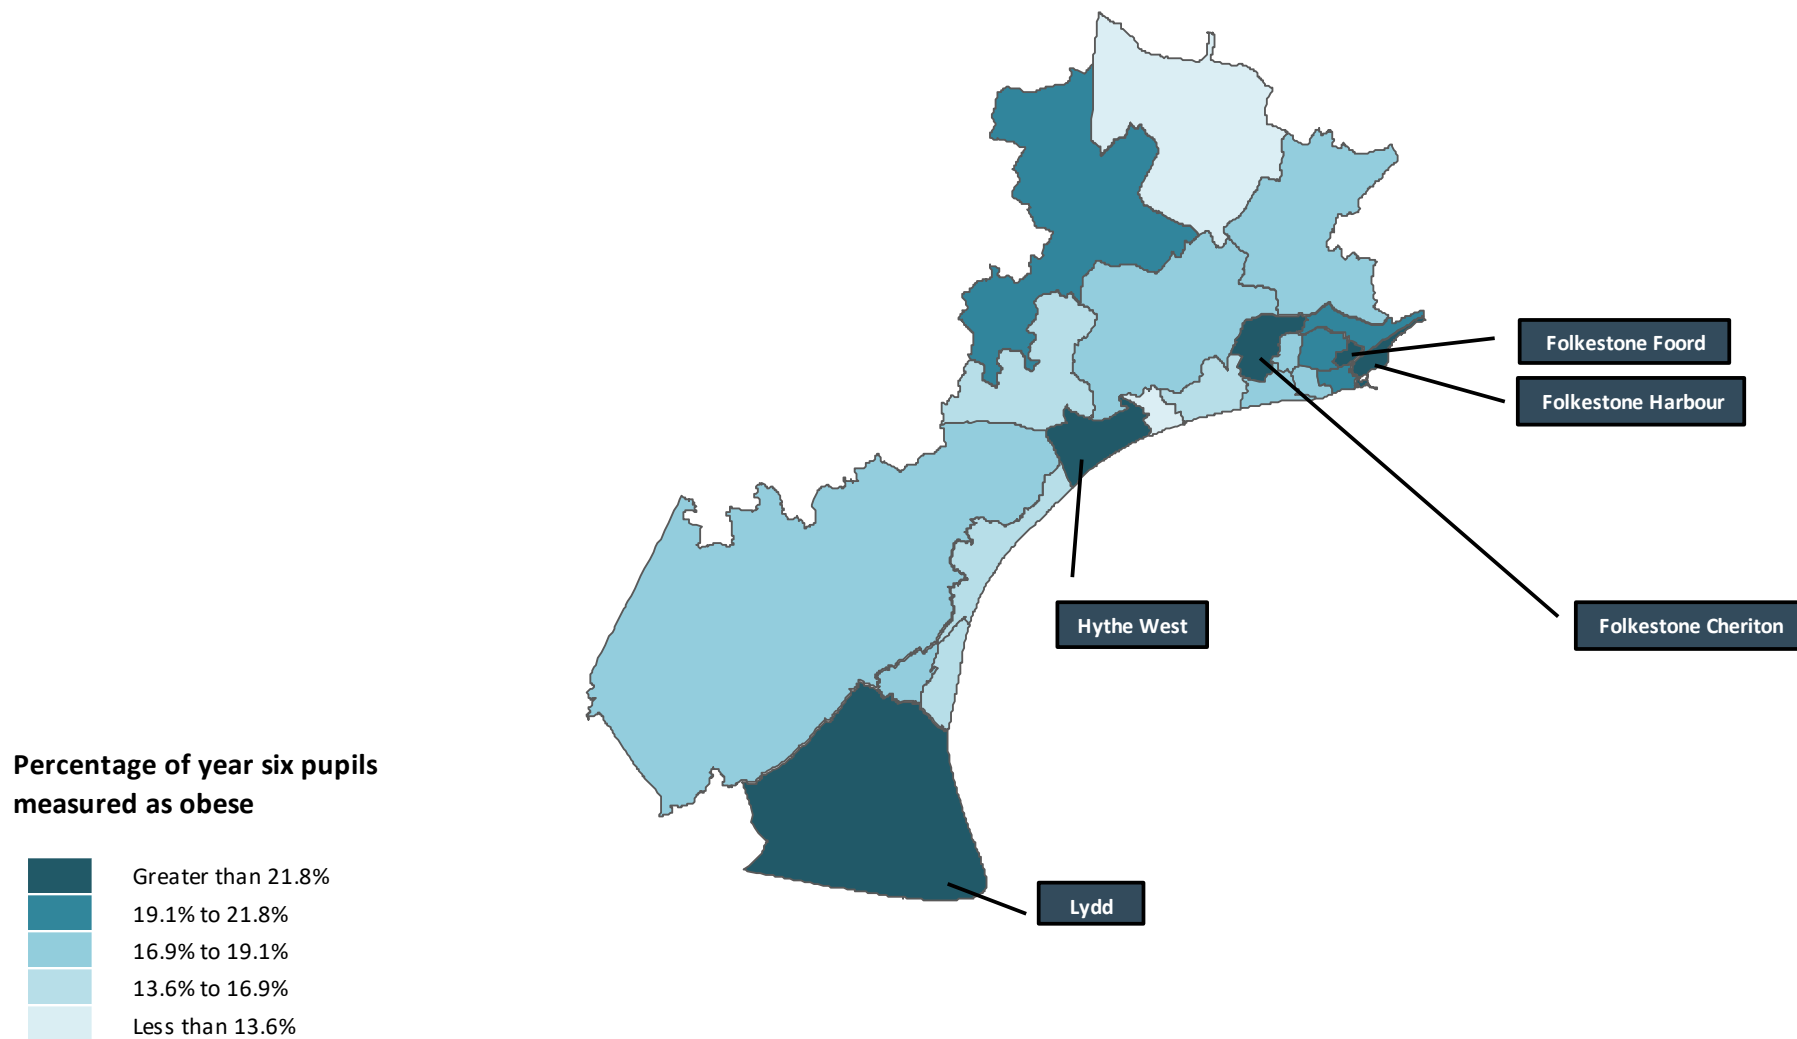 Folkestone Foord
Folkestone Harbour
Hythe West
Folkestone Cheriton
Lydd
Percentage of year six pupils
measured as obese
Greater than 21.8%
19.1% to 21.8%
16.9% to 19.1%
13.6% to 16.9%
Less than 13.6%